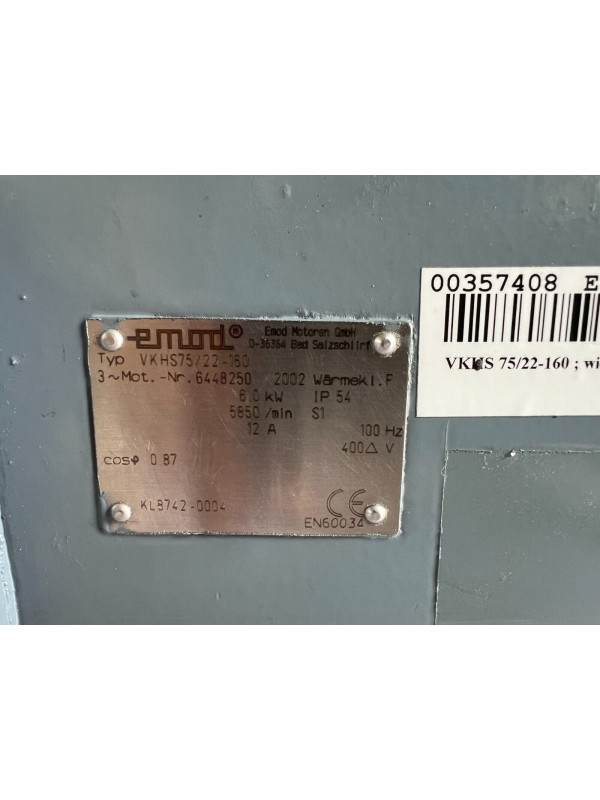 emod®
Emod Motoren GmbH
D-36364 Bad Salzschlirf
Typ VKHS75/22-160
3~Mot.-Nr. 6448250 2002 Wärmekl. F
6,0 kW IP 54
5850 /min S1
12 A 100 Hz
400△ V
cosφ 0.87
KL8742-0004
CE
EN60034
00357408 E
VKHS 75/22-160 ; wi